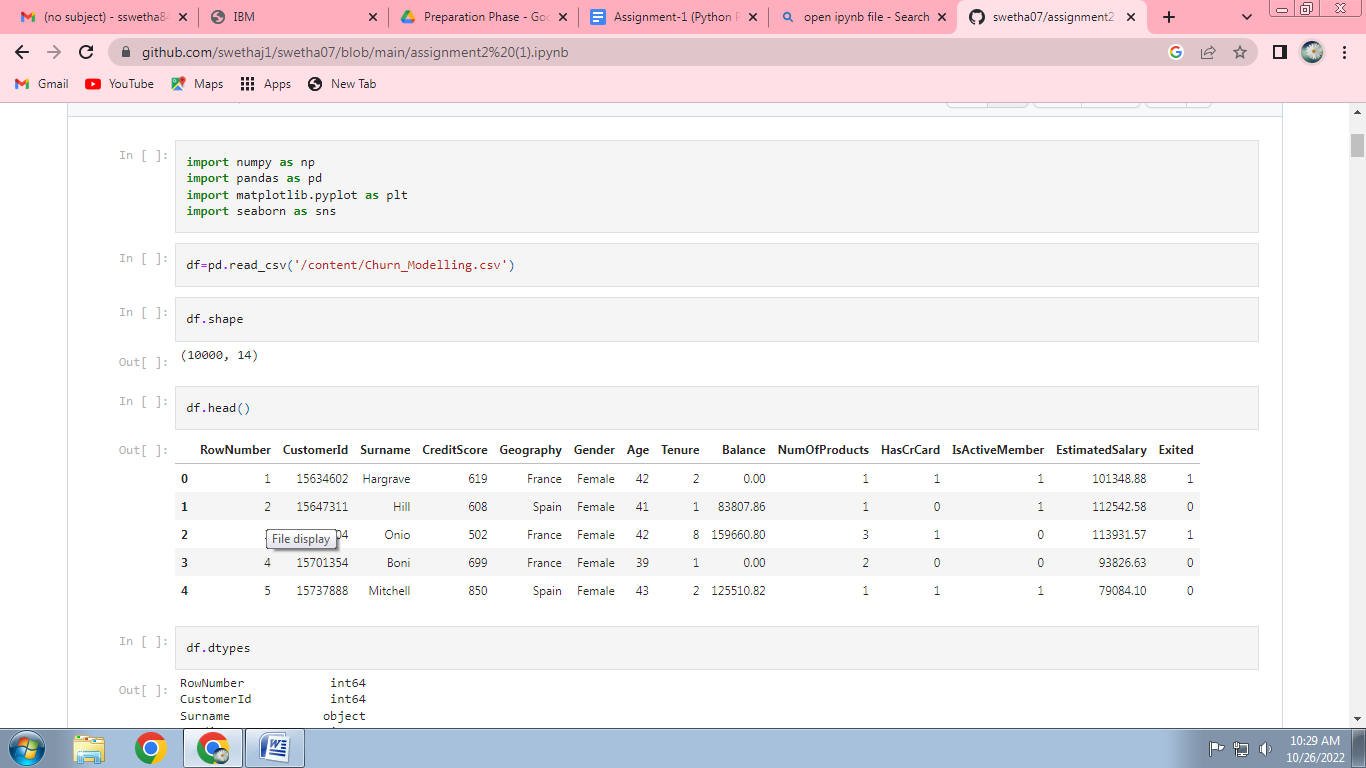 (no subject) - sswetha84
IBM
Preparation Phase - Goo
Assignment-1 (Python P
open ipynb file - Search
swetha07/assignment2
github.com/swethaj1/swetha07/blob/main/assignment2%20(1).ipynb
Gmail YouTube Maps Apps New Tab
In [ ]:
import numpy as np
import pandas as pd
import matplotlib.pyplot as plt
import seaborn as sns
In [ ]: df=pd.read_csv('/content/Churn_Modelling.csv')
In [ ]: df.shape
Out[ ]: (10000, 14)
In [ ]: df.head()
Out[ ]: RowNumber CustomerId Surname CreditScore Geography Gender Age Tenure Balance NumOfProducts HasCrCard IsActiveMember EstimatedSalary Exited
0 1 15634602 Hargrave 619 France Female 42 2 0.00 1 1 1 101348.88 1
1 2 15647311 Hill 608 Spain Female 41 1 83807.86 1 0 1 112542.58 0
2 04 Onio 502 France Female 42 8 159660.80 3 1 0 113931.57 1
File display
3 4 15701354 Boni 699 France Female 39 1 0.00 2 0 0 93826.63 0
4 5 15737888 Mitchell 850 Spain Female 43 2 125510.82 1 1 1 79084.10 0
In [ ]: df.dtypes
Out[ ]:
RowNumber int64
CustomerId int64
Surname object
10:29 AM
10/26/2022